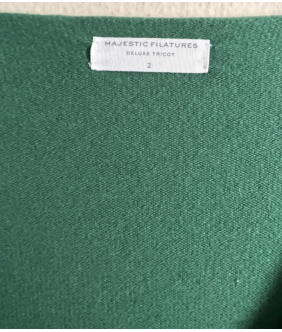 MAJESTIC FILATURES
DELUXE TRICOT
2